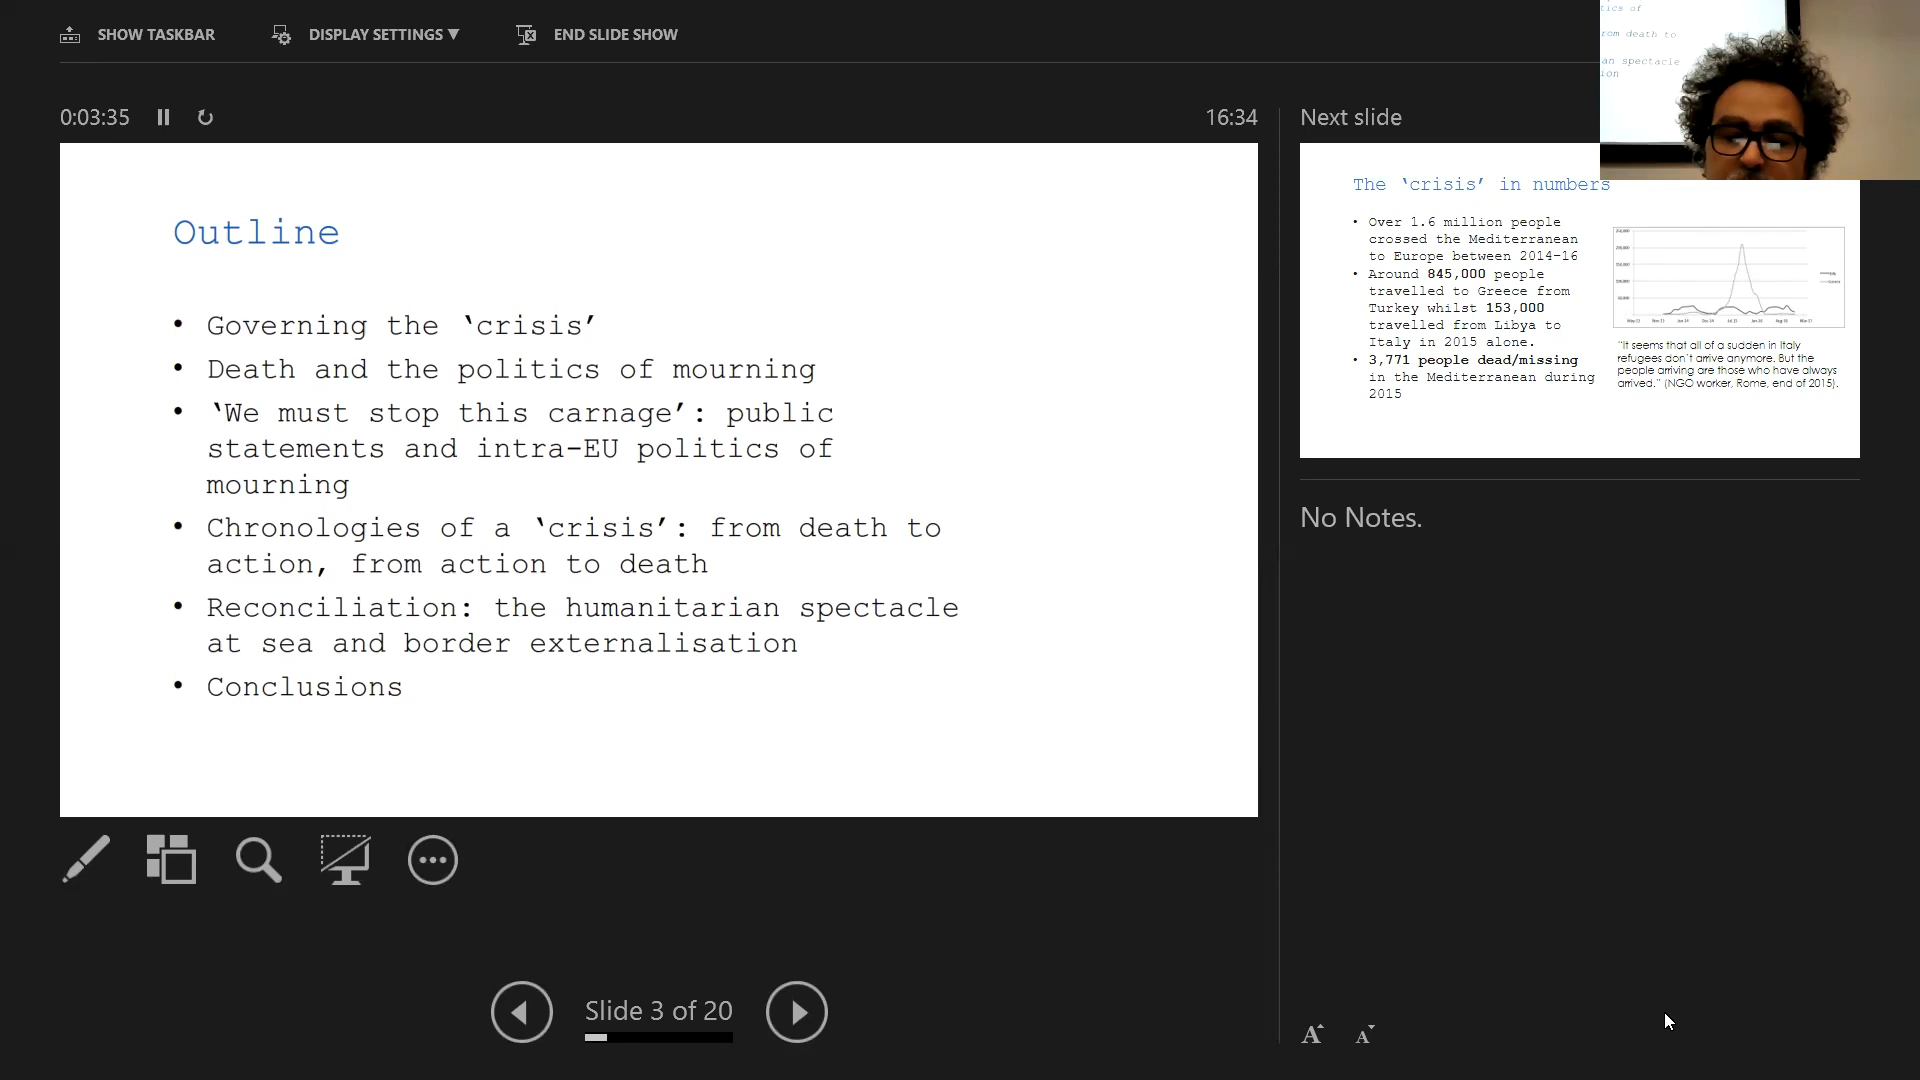 SHOW TASKBAR
DISPLAY SETTINGS ▼
END SLIDE SHOW
0:03:35
16:34
Outline
• Governing the ‘crisis’
• Death and the politics of mourning
• ‘We must stop this carnage’: public
statements and intra-EU politics of
mourning
• Chronologies of a ‘crisis’: from death to
action, from action to death
• Reconciliation: the humanitarian spectacle
at sea and border externalisation
• Conclusions
Slide 3 of 20
Next slide
The ‘crisis’ in numbers
• Over 1.6 million people
crossed the Mediterranean
to Europe between 2014-16
• Around 845,000 people
travelled to Greece from
Turkey whilst 153,000
travelled from Libya to
Italy in 2015 alone.
• 3,771 people dead/missing
in the Mediterranean during
2015
“It seems that all of a sudden in Italy
refugees don’t arrive anymore. But the
people arriving are those who have always
arrived.” (NGO worker, Rome, end of 2015).
No Notes.
A A
of
death to
spectacle